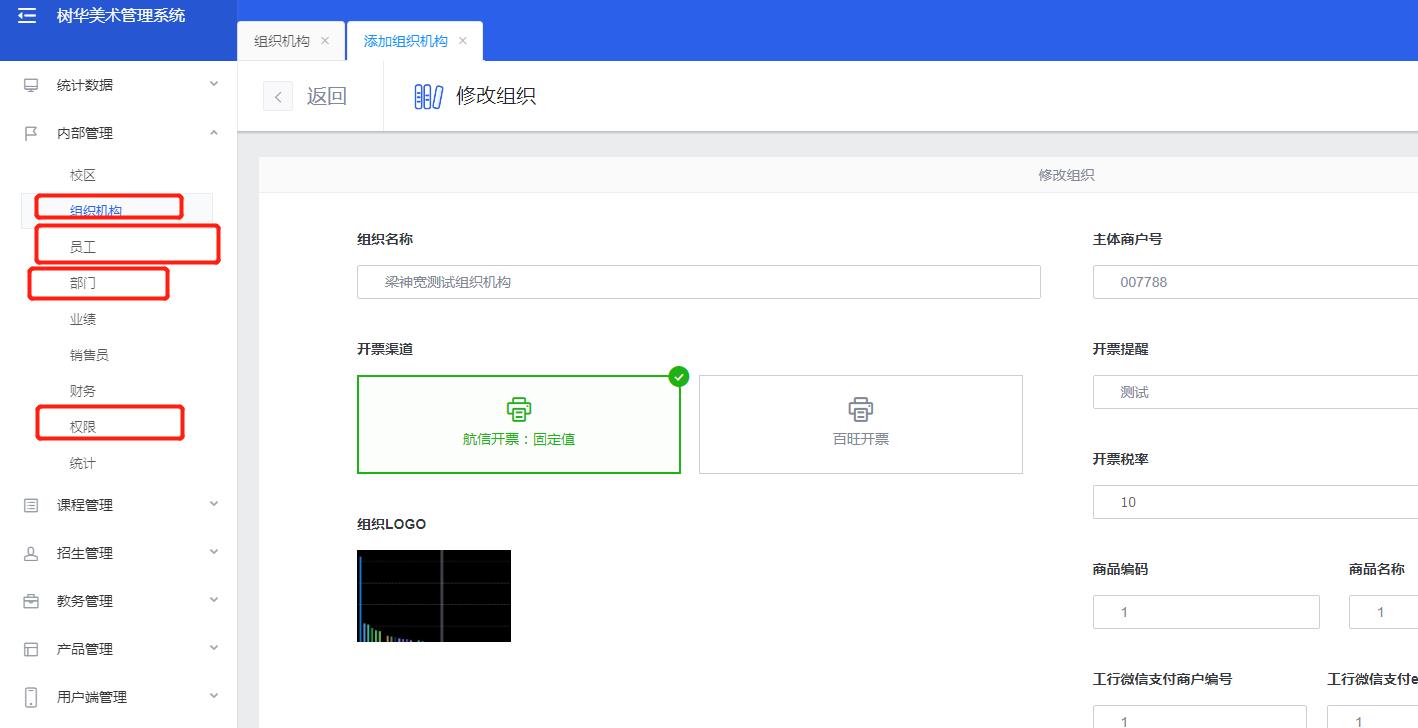 树华美术管理系统
组织机构 ×
添加组织机构 ×
统计数据
内部管理
校区
组织机构
员工
部门
业绩
销售员
财务
权限
统计
课程管理
招生管理
教务管理
产品管理
用户端管理
返回
修改组织
修改组织
组织名称
梁神宽测试组织机构
主体商户号
007788
开票渠道
航信开票：固定值
百旺开票
开票提醒
测试
开票税率
10
组织LOGO
商品编码
商品名称
1
1
工行微信支付商户编号
工行微信支付e
1
1